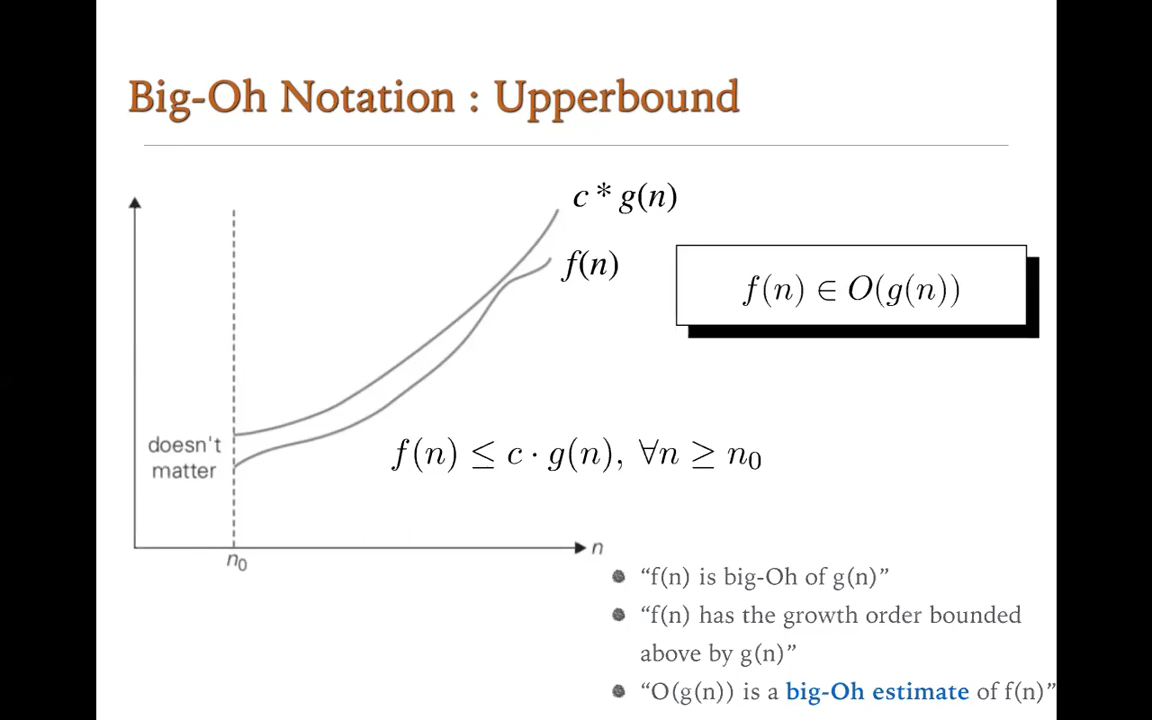 Big-Oh Notation : Upperbound
c * g(n)
f(n)
f(n) ∈ O(g(n))
doesn't
matter
f(n) ≤ c · g(n), ∀n ≥ n₀
n
n₀
“f(n) is big-Oh of g(n)”
“f(n) has the growth order bounded
above by g(n)”
“O(g(n)) is a big-Oh estimate of f(n)”